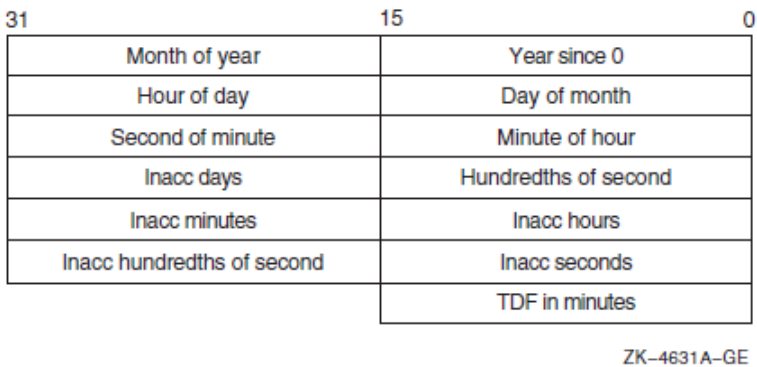 31 15 0
Month of year Year since 0
Hour of day Day of month
Second of minute Minute of hour
Inacc days Hundredths of second
Inacc minutes Inacc hours
Inacc hundredths of second Inacc seconds
TDF in minutes
ZK–4631A–GE